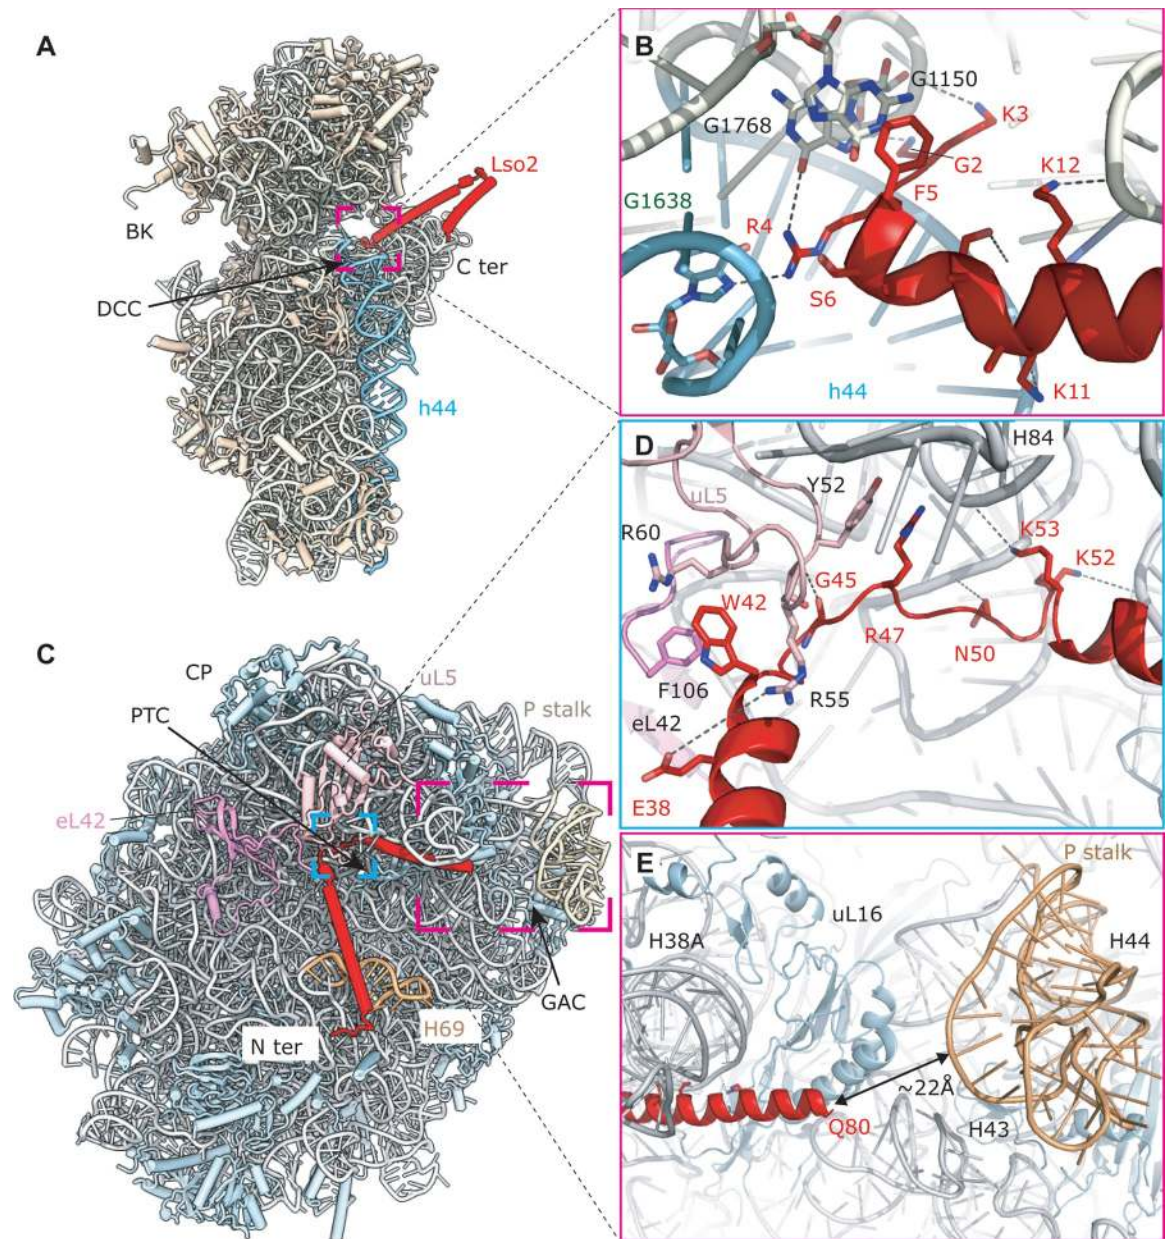 A
Lso2
BK
C ter
DCC
h44
B
G1150
G1768
K3
G2
K12
F5
G1638
R4
S6
K11
h44
C
CP
uL5
PTC
P stalk
eL42
GAC
H69
N ter
D
H84
Y52
uL5
R60
K53
K52
G45
W42
R47
N50
F106
R55
eL42
E38
E
P stalk
uL16
H38A
H44
~22Å
Q80
H43